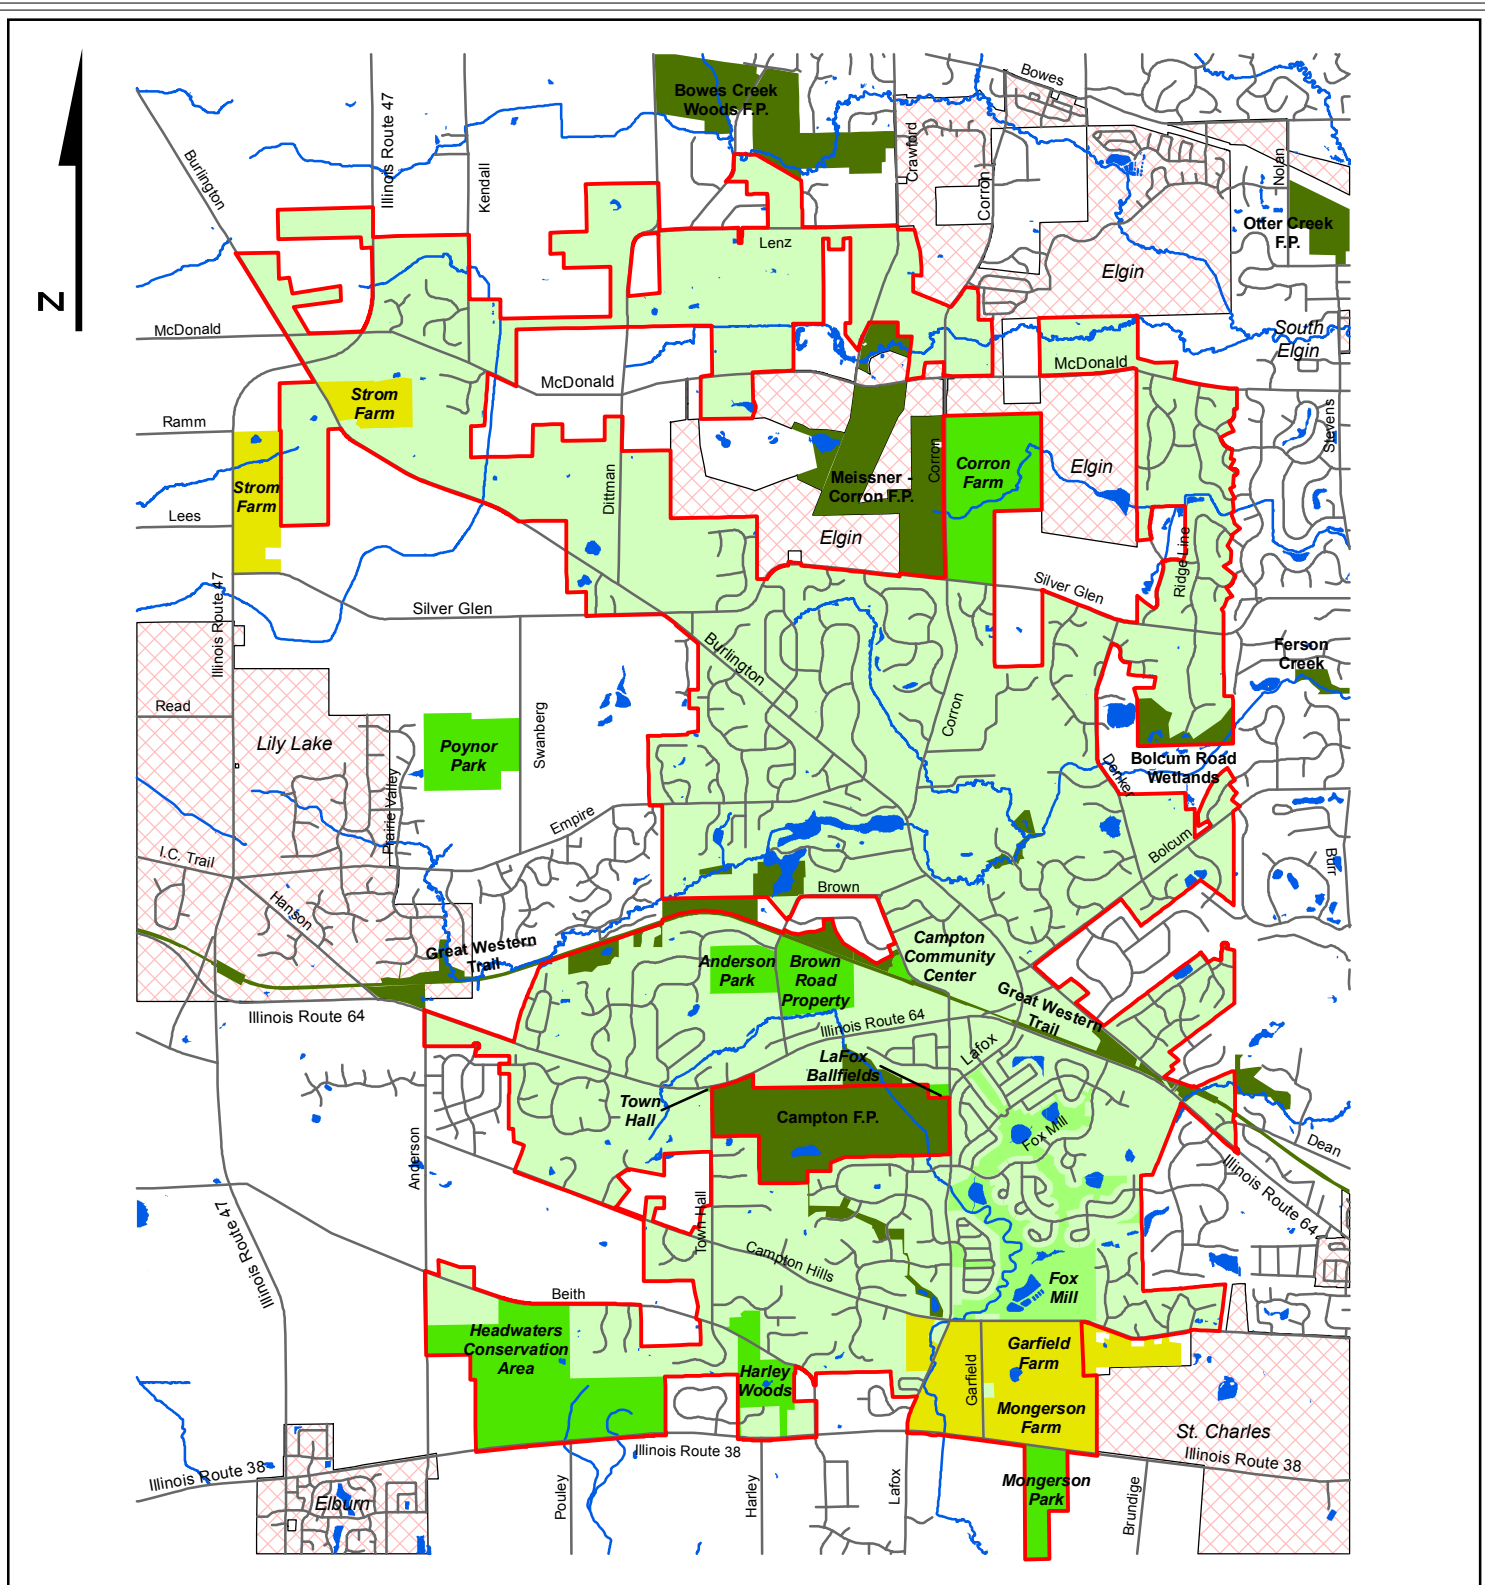 Bowes Creek
Woods F.P.
Bowes
Burlington
Illinois Route 47
Kendall
Crawford
Corron
Nolan
Otter Creek
F.P.
Lenz
Elgin
N
McDonald
South
Elgin
McDonald
McDonald
Strom
Farm
Ramm
Stevens
Strom
Farm
Lees
Dittman
Meissner -
Corron F.P.
Corron
Corron
Farm
Elgin
Elgin
Ridge Line
Silver Glen
Silver Glen
Illinois Route 47
Burlington
Ferson
Creek
Read
Lily Lake
Poynor
Park
Swanberg
Corron
Denker
Bolcum Road
Wetlands
Prairie Valley
Empire
I.C. Trail
Bolcum
Burr
Hanson
Brown
Great Western
Trail
Anderson
Park
Brown
Road
Property
Campton
Community
Center
Great Western
Trail
Illinois Route 64
Illinois Route 64
Lafox
LaFox
Ballfields
Town
Hall
Campton F.P.
Fox Mill
Dean
Anderson
Illinois Route 64
Town Hall
Illinois Route 47
Campton Hills
Beith
Fox
Mill
Headwaters
Conservation
Area
Harley
Woods
Garfield
Garfield
Farm
Mongerson
Farm
St. Charles
Illinois Route 38
Illinois Route 38
Illinois Route 38
Elburn
Pouley
Harley
Lafox
Mongerson
Park
Brundige